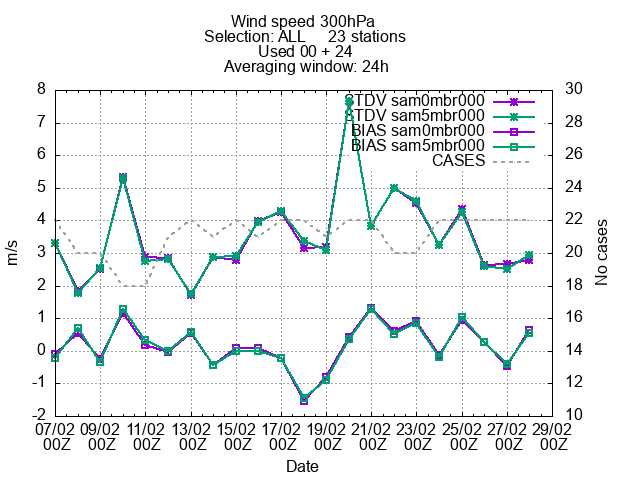 Wind speed 300hPa
Selection: ALL 23 stations
Used 00 + 24
Averaging window: 24h
8
7
6
5
4
3
2
1
0
-1
-2
m/s
30
28
26
24
22
20
18
16
14
12
10
No cases
STDV sam0mbr000
STDV sam5mbr000
BIAS sam0mbr000
BIAS sam5mbr000
CASES
07/02 09/02 11/02 13/02 15/02 17/02 19/02 21/02 23/02 25/02 27/02 29/02
00Z 00Z 00Z 00Z 00Z 00Z 00Z 00Z 00Z 00Z 00Z 00Z
Date